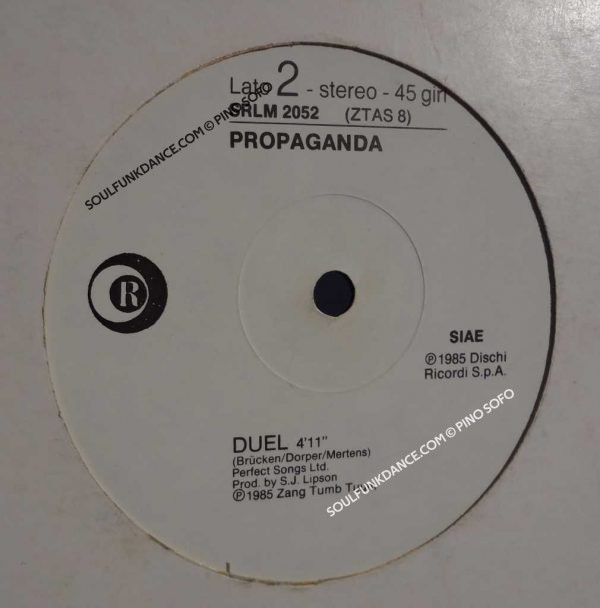 Lato 2 - stereo - 45 giri
SRLM 2052 (ZTAS 8)
PROPAGANDA
SOULFUNKDANCE.COM © PINO SOFO
R
SIAE
℗ 1985 Dischi
Ricordi S.p.A.
DUEL 4'11"
(Brücken/Dorper/Mertens)
Perfect Songs Ltd.
Prod. by S.J. Lipson
℗1985 Zang Tumb Tuum
SOULFUNKDANCE.COM © PINO SOFO